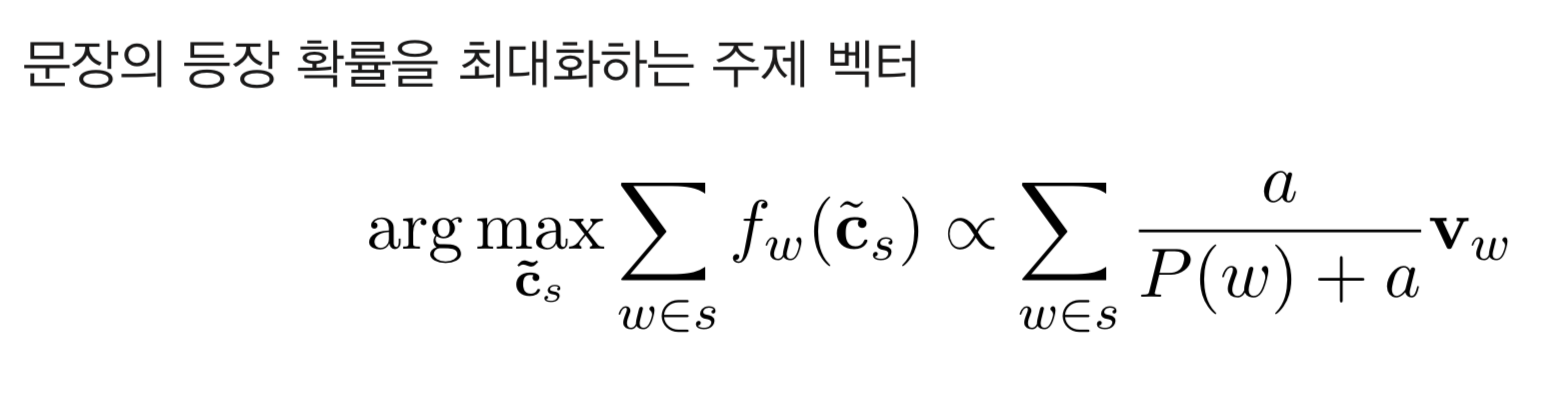 문장의 등장 확률을 최대화하는 주제 벡터
arg max_{c̃_s} ∑_{w∈s} f_w(c̃_s) ∝ ∑_{w∈s} \frac{a}{P(w) + a} v_w